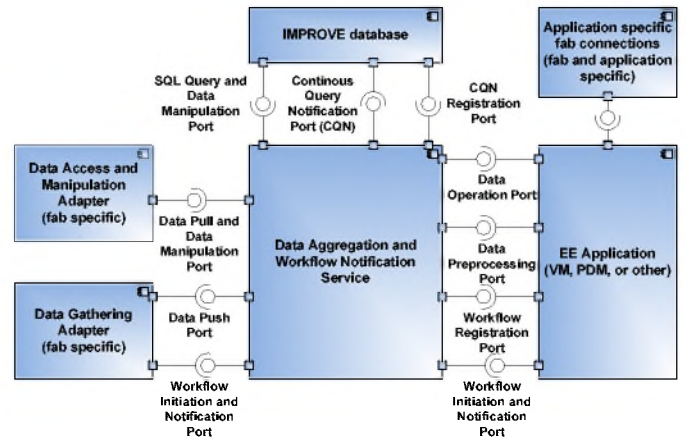 IMPROVE database
Application specific
fab connections
(fab and application
specific)
SQL Query and
Data
Manipulation
Port
Continous
Query
Notification
Port (CQN)
CQN
Registration
Port
Data Access and
Manipulation
Adapter
(fab specific)
Data Pull and
Data
Manipulation
Port
Data Aggregation and
Workflow Notification
Service
Data
Operation Port
Data
Preprocessing
Port
EE Application
(VM, PDM, or other)
Data Gathering
Adapter
(fab specific)
Data Push
Port
Workflow
Registration
Port
Workflow
Initiation and
Notification
Port
Workflow
Initiation and
Notification
Port